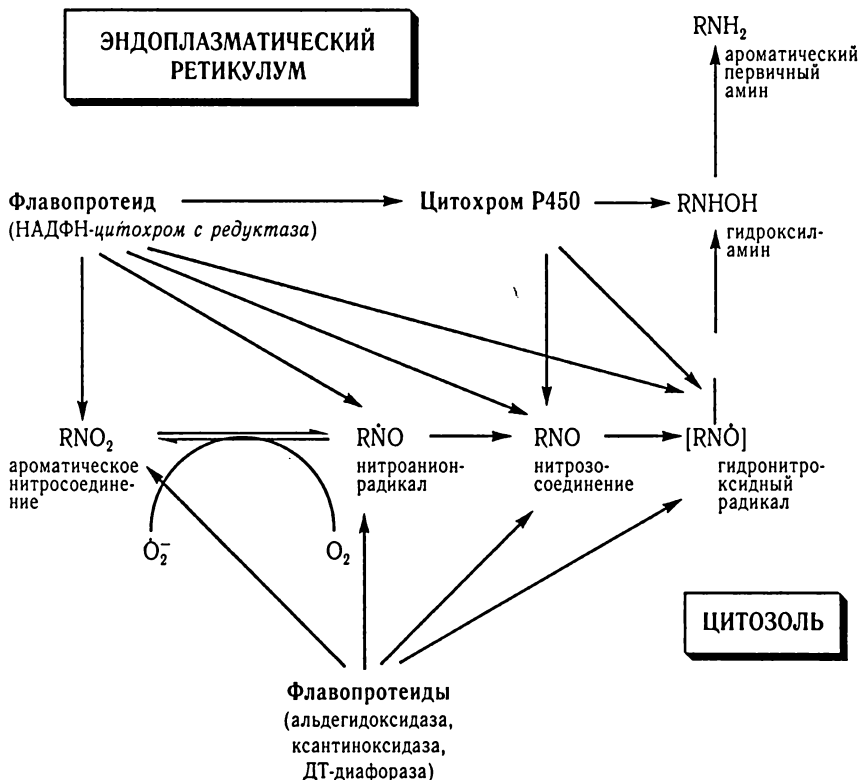 ЭНДОПЛАЗМАТИЧЕСКИЙ
РЕТИКУЛУМ
RNH₂
ароматический
первичный
амин
Флавопротеид
(НАДФН-цитохром с редуктаза)
Цитохром P450
RNHOH
гидроксил-
амин
RNO₂
ароматическое
нитросоедине-
ние
RṄO
нитроанион-
радикал
RNO
нитрозо-
соединение
[RNȮ]
гидронитро-
ксидный
радикал
Ȯ₂⁻
O₂
ЦИТОЗОЛЬ
Флавопротеиды
(альдегидоксидаза,
ксантиноксидаза,
ДТ-диафораза)